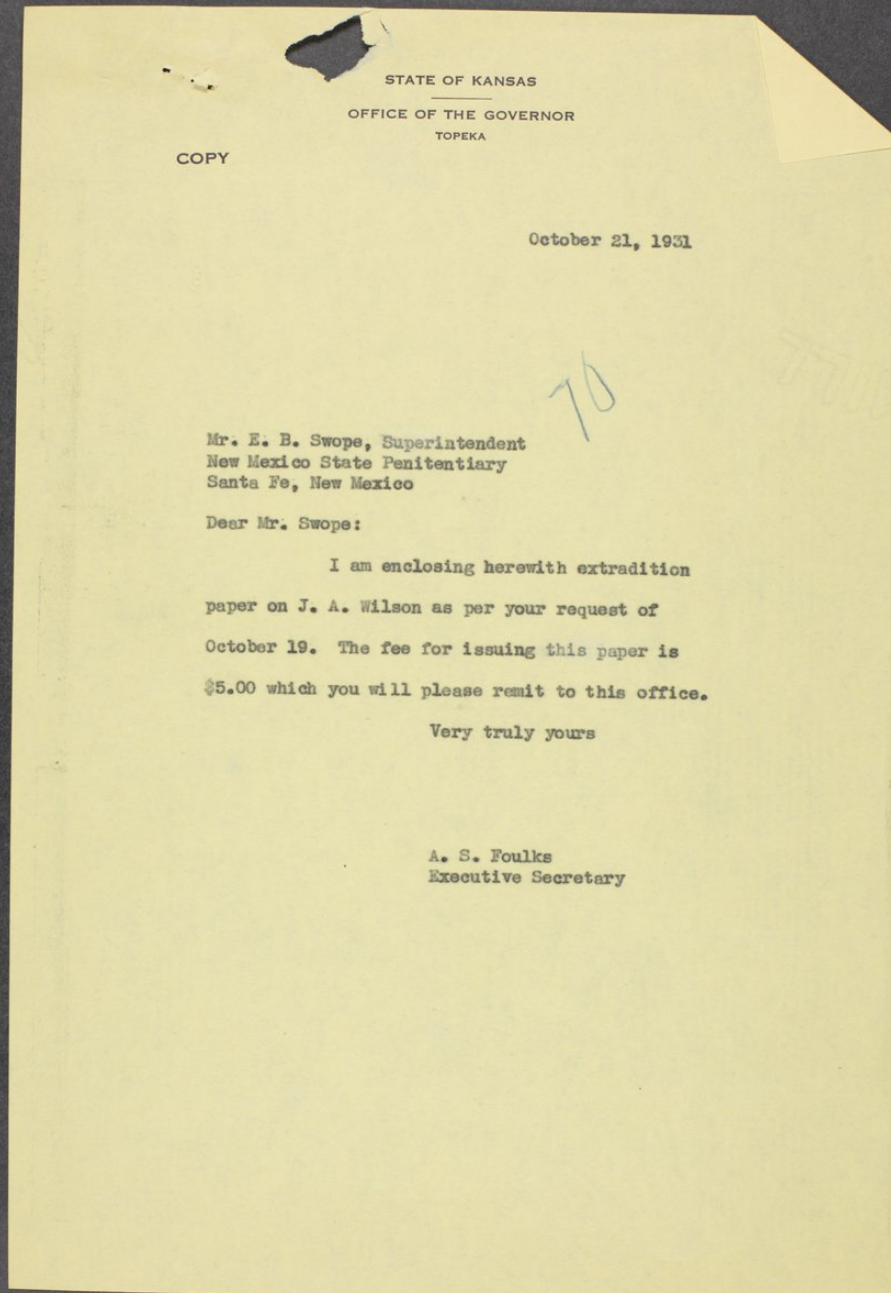 STATE OF KANSAS
OFFICE OF THE GOVERNOR
TOPEKA
COPY
October 21, 1931
70
Mr. E. B. Swope, Superintendent
New Mexico State Penitentiary
Santa Fe, New Mexico
Dear Mr. Swope:
I am enclosing herewith extradition
paper on J. A. Wilson as per your request of
October 19. The fee for issuing this paper is
$5.00 which you will please remit to this office.
Very truly yours
A. S. Foulks
Executive Secretary